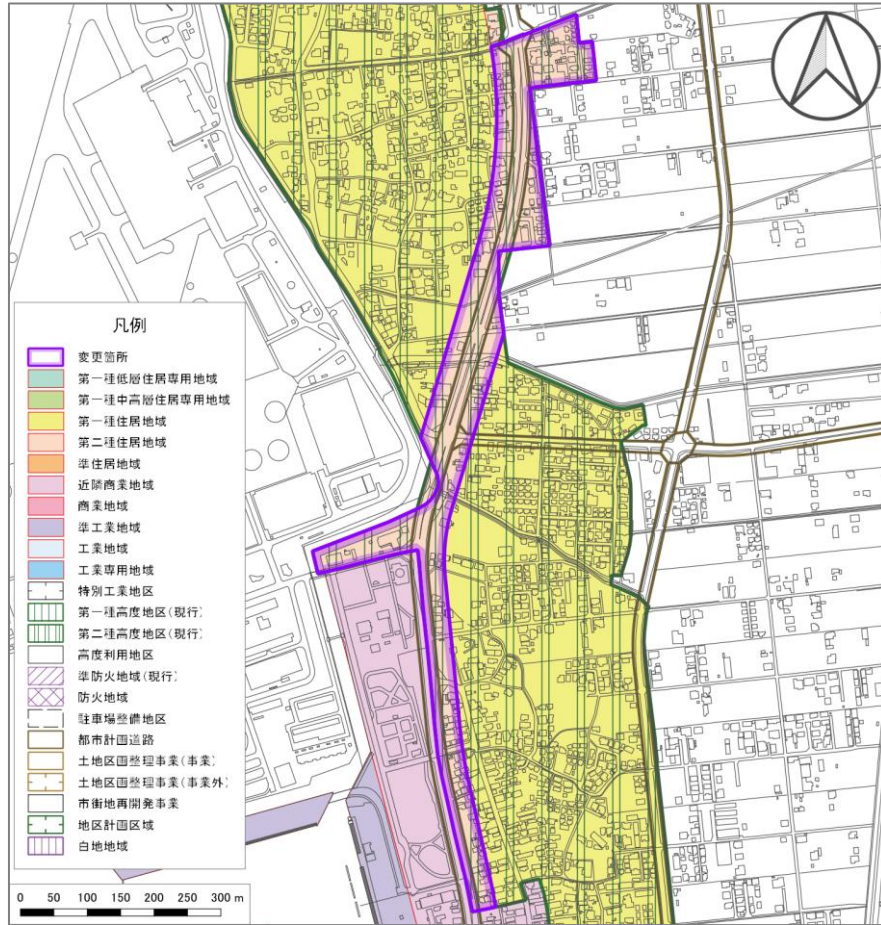 凡例
変更箇所
第一種低層住居専用地域
第一種中高層住居専用地域
第一種住居地域
第二種住居地域
準住居地域
近隣商業地域
商業地域
準工業地域
工業地域
工業専用地域
特別工業地区
第一種高度地区(現行)
第二種高度地区(現行)
高度利用地区
準防火地域(現行)
防火地域
駐車場整備地区
都市計画道路
土地区画整理事業(事業)
土地区画整理事業(事業外)
市街地再開発事業
地区計画区域
白地地域
0 50 100 150 200 250 300 m